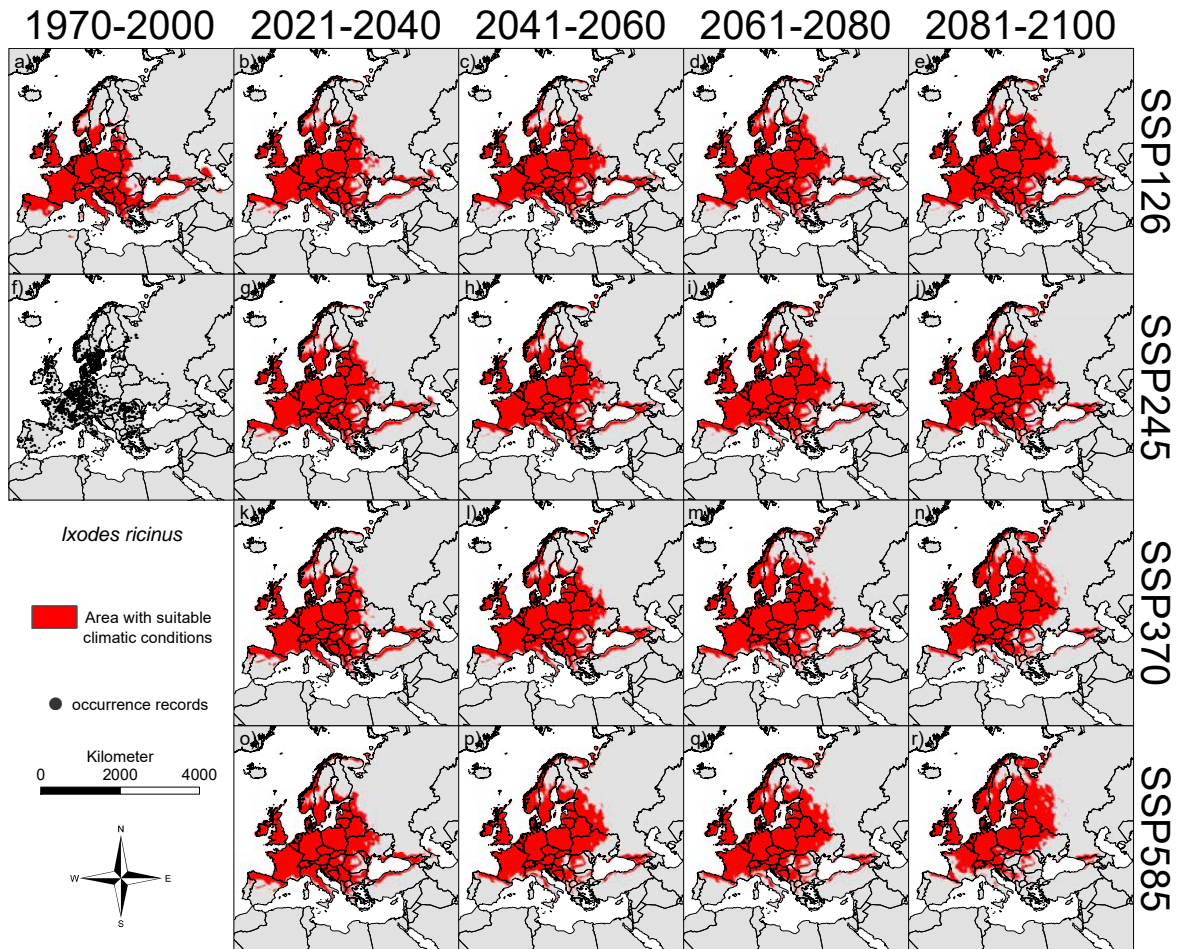 1970-2000 2021-2040 2041-2060 2061-2080 2081-2100
a) b) c) d) e)
SSP126
f) g) h) i) j)
SSP245
k) l) m) n)
Ixodes ricinus
Area with suitable
climatic conditions
SSP370
occurrence records
o) p) q) r)
Kilometer
0 2000 4000
SSP585
N
W E
S